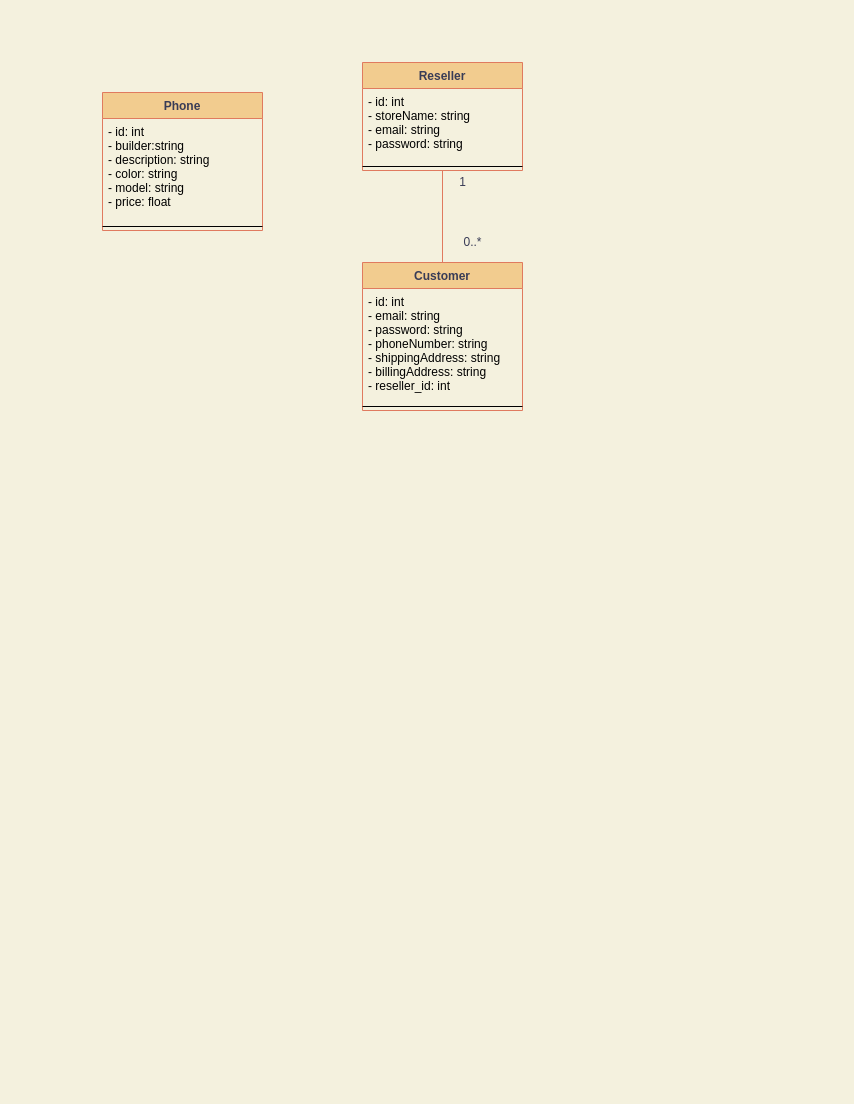 Phone
- id: int
- builder:string
- description: string
- color: string
- model: string
- price: float
Reseller
- id: int
- storeName: string
- email: string
- password: string
1
0..*
Customer
- id: int
- email: string
- password: string
- phoneNumber: string
- shippingAddress: string
- billingAddress: string
- reseller_id: int